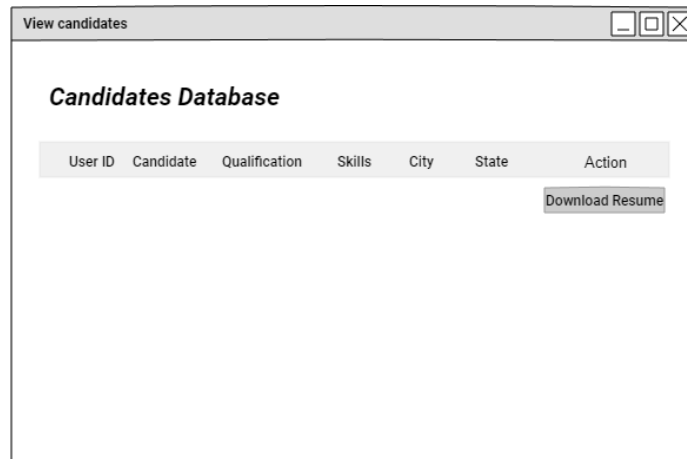 View candidates
Candidates Database
User ID Candidate Qualification Skills City State Action
Download Resume